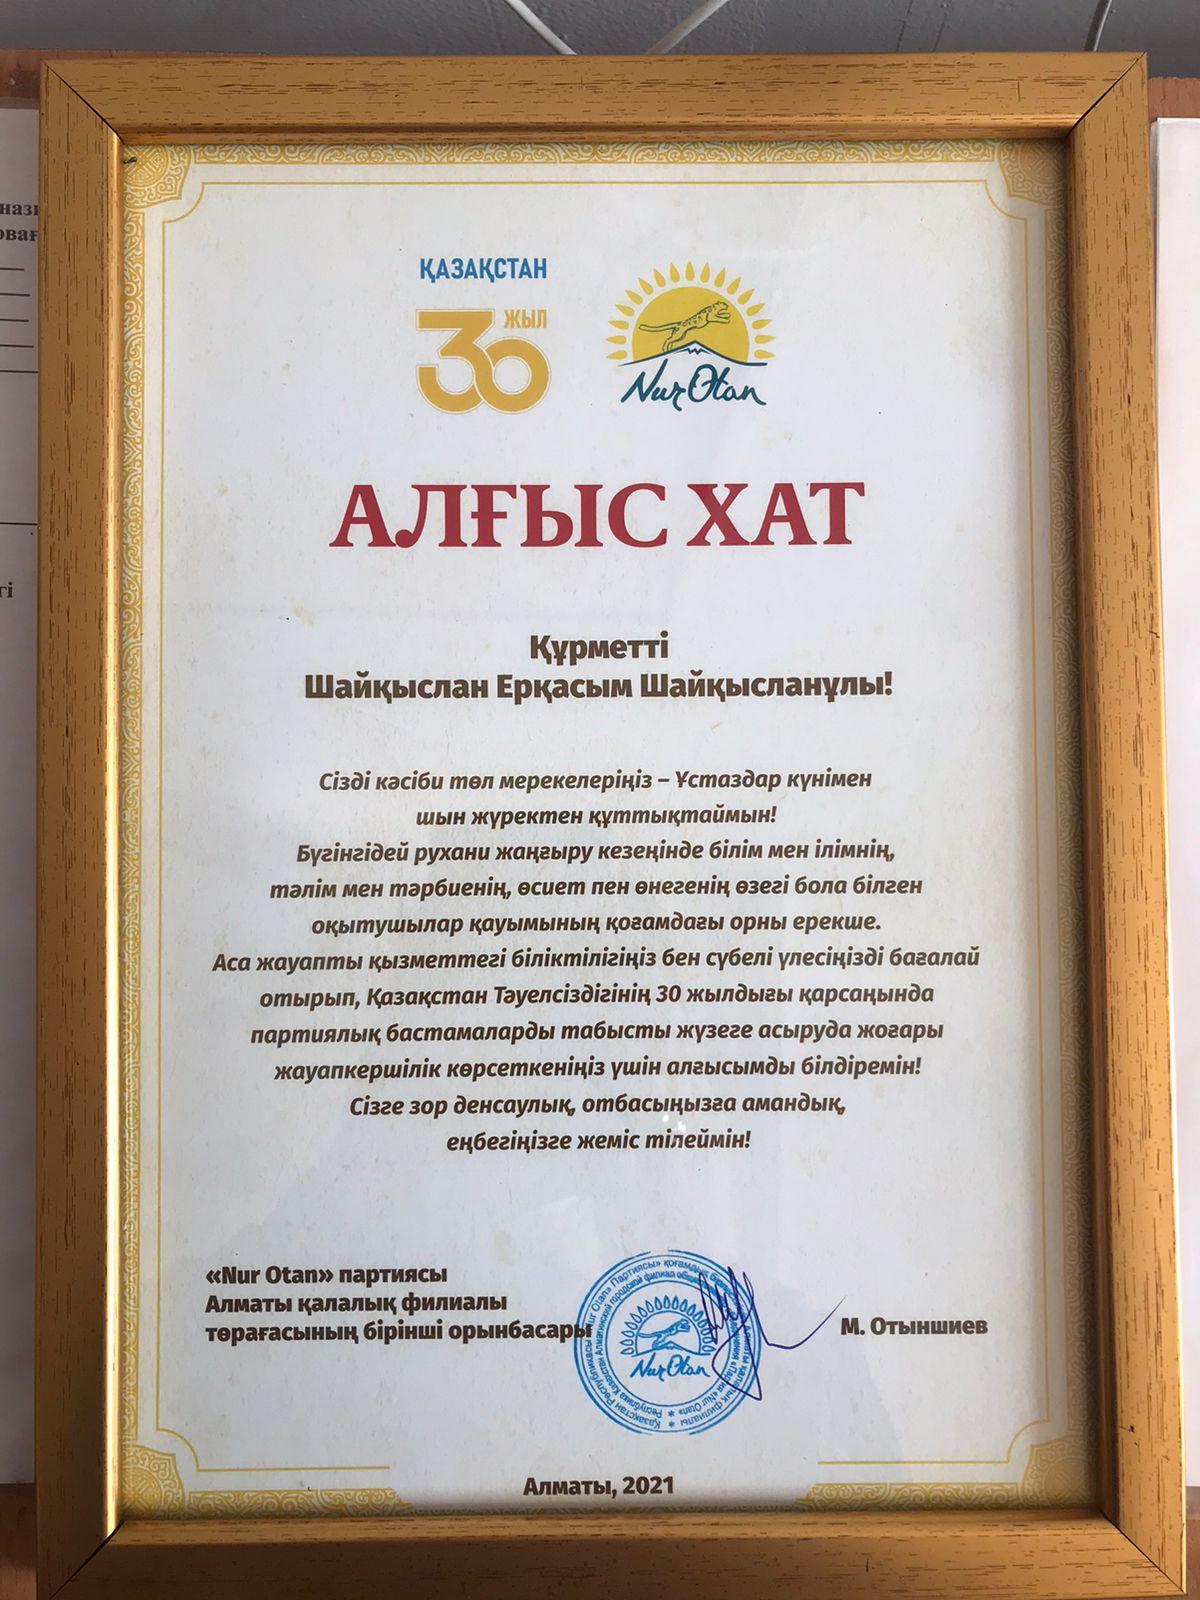 ҚАЗАҚСТАН
30 ЖЫЛ
Nur Otan
АЛҒЫС ХАТ
Құрметті
Шайқыслан Ерқасым Шайқысланұлы!
Сізді кәсіби төл мерекелеріңіз – Ұстаздар күнімен
шын жүректен құттықтаймын!
Бүгінгідей рухани жаңғыру кезеңінде білім мен ілімнің,
тәлім мен тәрбиенің, өсиет пен өнегенің өзегі бола білген
оқытушылар қауымының қоғамдағы орны ерекше.
Аса жауапты қызметтегі біліктілігіңіз бен сүбелі үлесіңізді бағалай
отырып, Қазақстан Тәуелсіздігінің 30 жылдығы қарсаңында
партиялық бастамаларды табысты жүзеге асыруда жоғары
жауапкершілік көрсеткеніңіз үшін алғысымды білдіремін!
Сізге зор денсаулық, отбасыңызға амандық,
еңбегіңізге жеміс тілеймін!
«Nur Otan» партиясы
Алматы қалалық филиалы
төрағасының бірінші орынбасары
М. Отыншиев
Nur Otan
Алматы, 2021